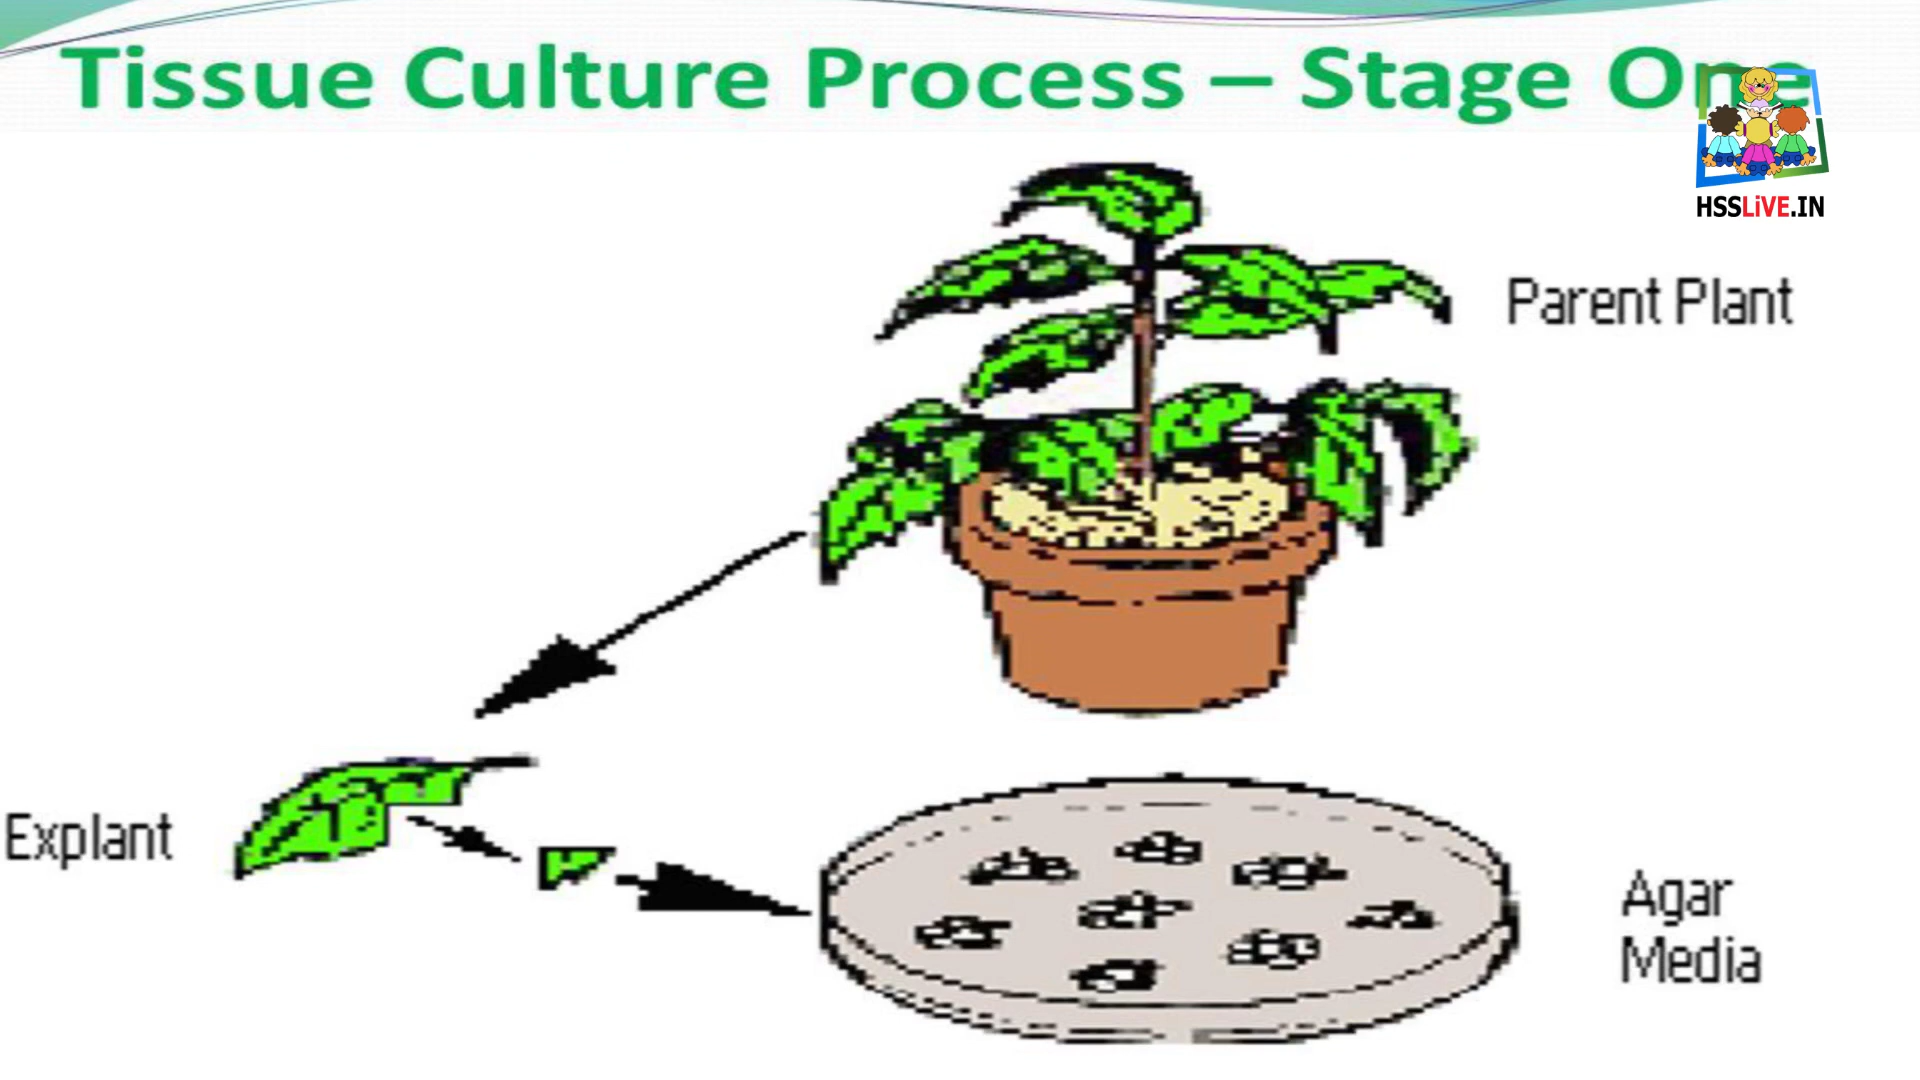 Tissue Culture Process – Stage One
HSSLiVE.IN
Parent Plant
Explant
Agar
Media